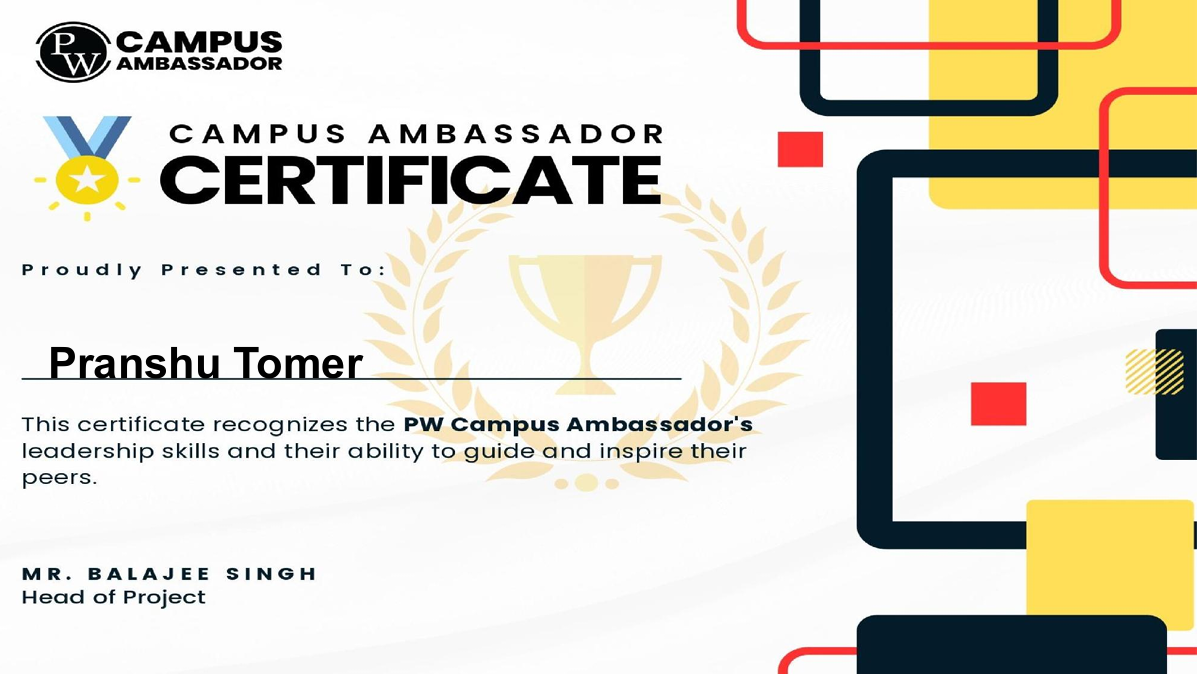 PW CAMPUS
AMBASSADOR
CAMPUS AMBASSADOR
CERTIFICATE
Proudly Presented To:
Pranshu Tomer
This certificate recognizes the PW Campus Ambassador's
leadership skills and their ability to guide and inspire their
peers.
MR. BALAJEE SINGH
Head of Project